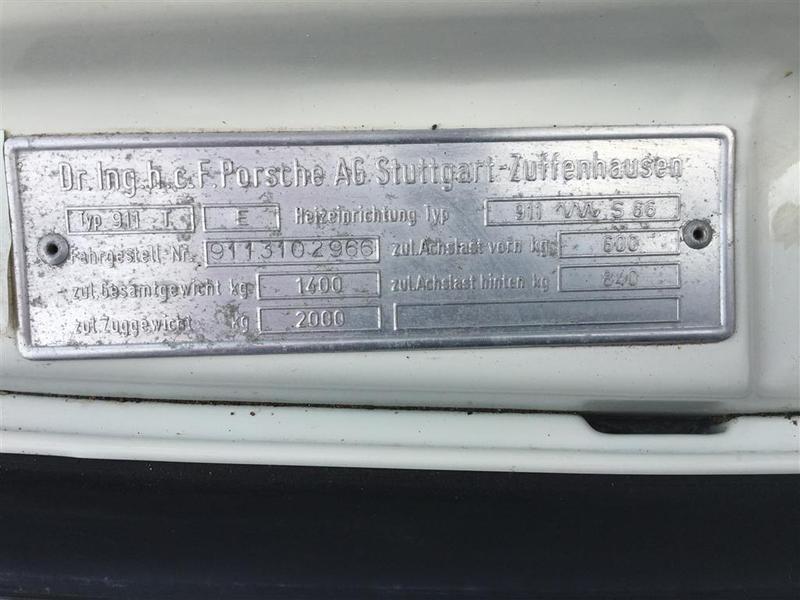 Dr. Ing. h. c. F. Porsche AG Stuttgart-Zuffenhausen
Typ 911 T E Heizeinrichtung Typ 911 S 66
Fahrgestell-Nr. 9113102966 zul. Achslast vorn kg 600
zul. Gesamtgewicht kg 1400 zul. Achslast hinten kg 840
zul. Zuggewicht kg 2000